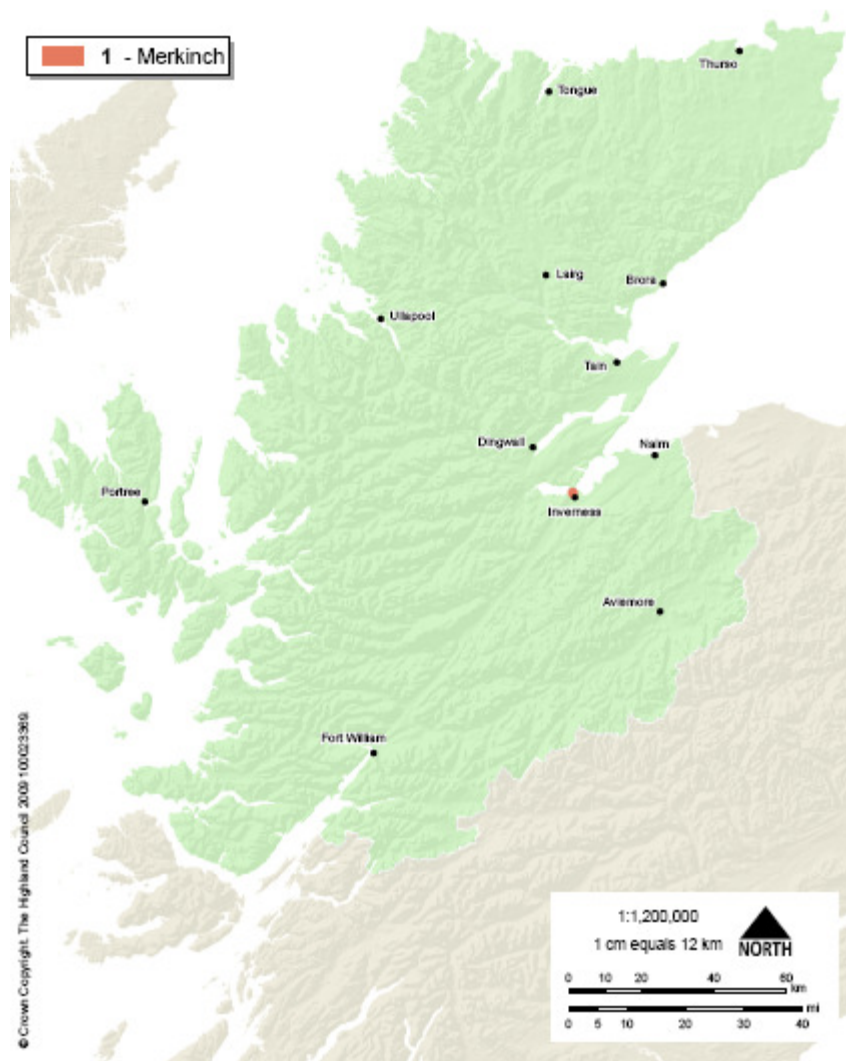 1 - Merkinch
Thurso
Tongue
Lairg
Brora
Ullapool
Tain
Dingwall
Nairn
Portree
Inverness
Aviemore
Fort William
© Crown Copyright. The Highland Council 2009 100023369.
1:1,200,000
1 cm equals 12 km
NORTH
0 10 20 40 60
km
mi
0 5 10 20 30 40